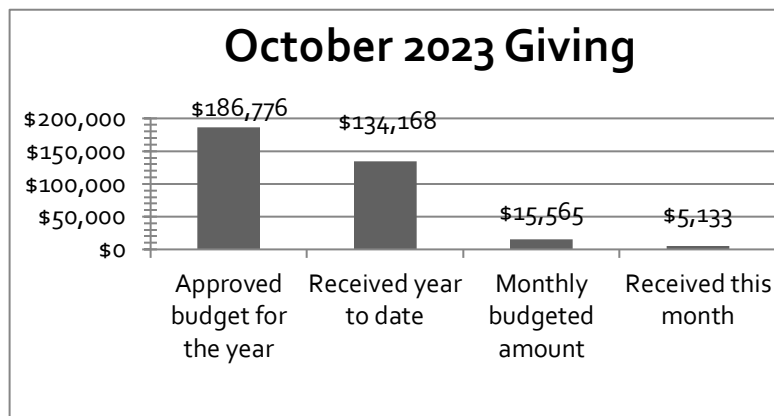 October 2023 Giving
$200,000
$150,000
$100,000
$50,000
$0
$186,776
$134,168
$15,565
$5,133
Approved
budget for
the year
Received year
to date
Monthly
budgeted
amount
Received this
month